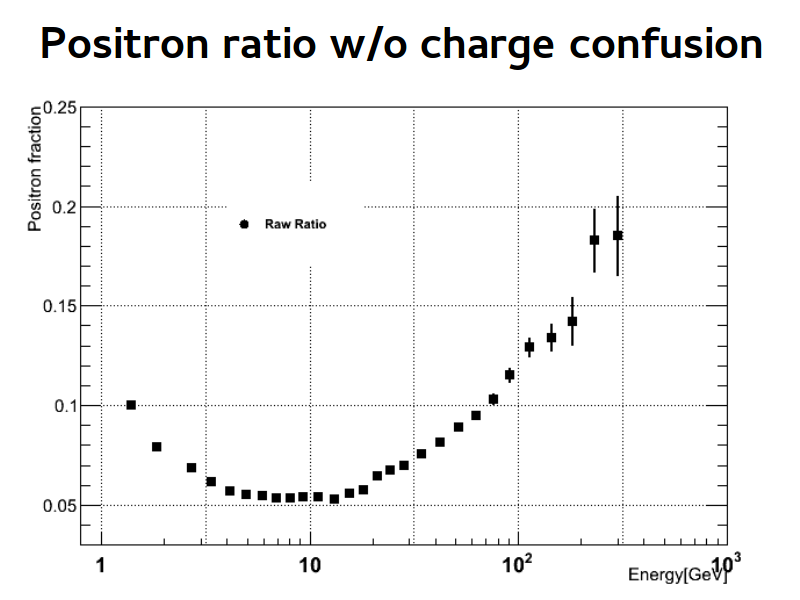 Positron ratio w/o charge confusion
Positron fraction
0.25
0.2
0.15
0.1
0.05
Raw Ratio
1
10
10²
10³
Energy[GeV]